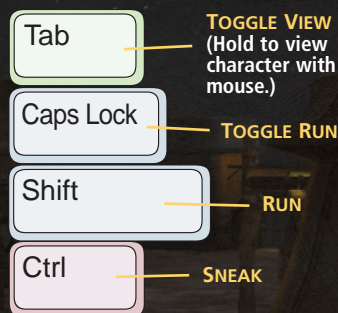 Tab
TOGGLE VIEW
(Hold to view
character with
mouse.)
Caps Lock
TOGGLE RUN
Shift
RUN
Ctrl
SNEAK